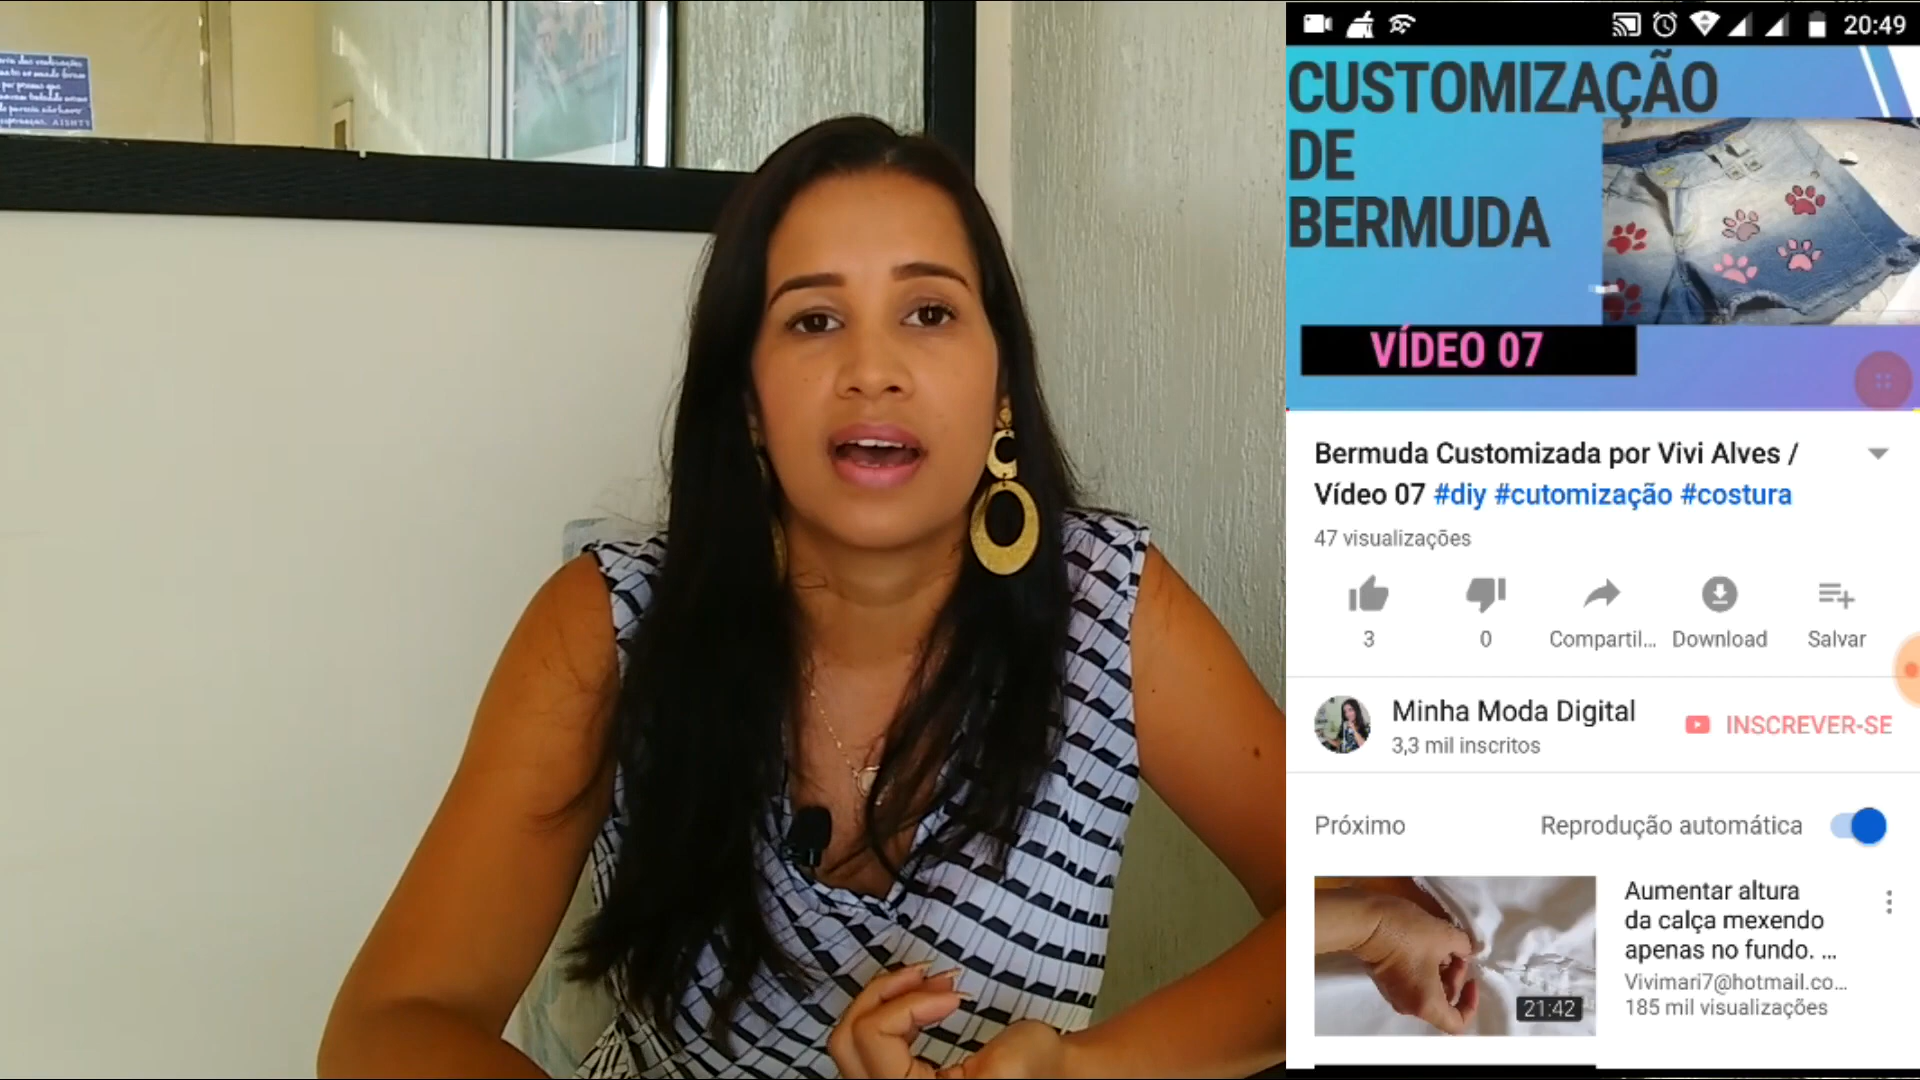 20:49
CUSTOMIZAÇÃO
DE
BERMUDA
VÍDEO 07
Bermuda Customizada por Vivi Alves /
Vídeo 07 #diy #cutomização #costura
47 visualizações
3
0
Compartil...
Download
Salvar
Minha Moda Digital
INSCREVER-SE
3,3 mil inscritos
Próximo
Reprodução automática
Aumentar altura
da calça mexendo
apenas no fundo. ...
Vivimari7@hotmail.co...
185 mil visualizações
21:42